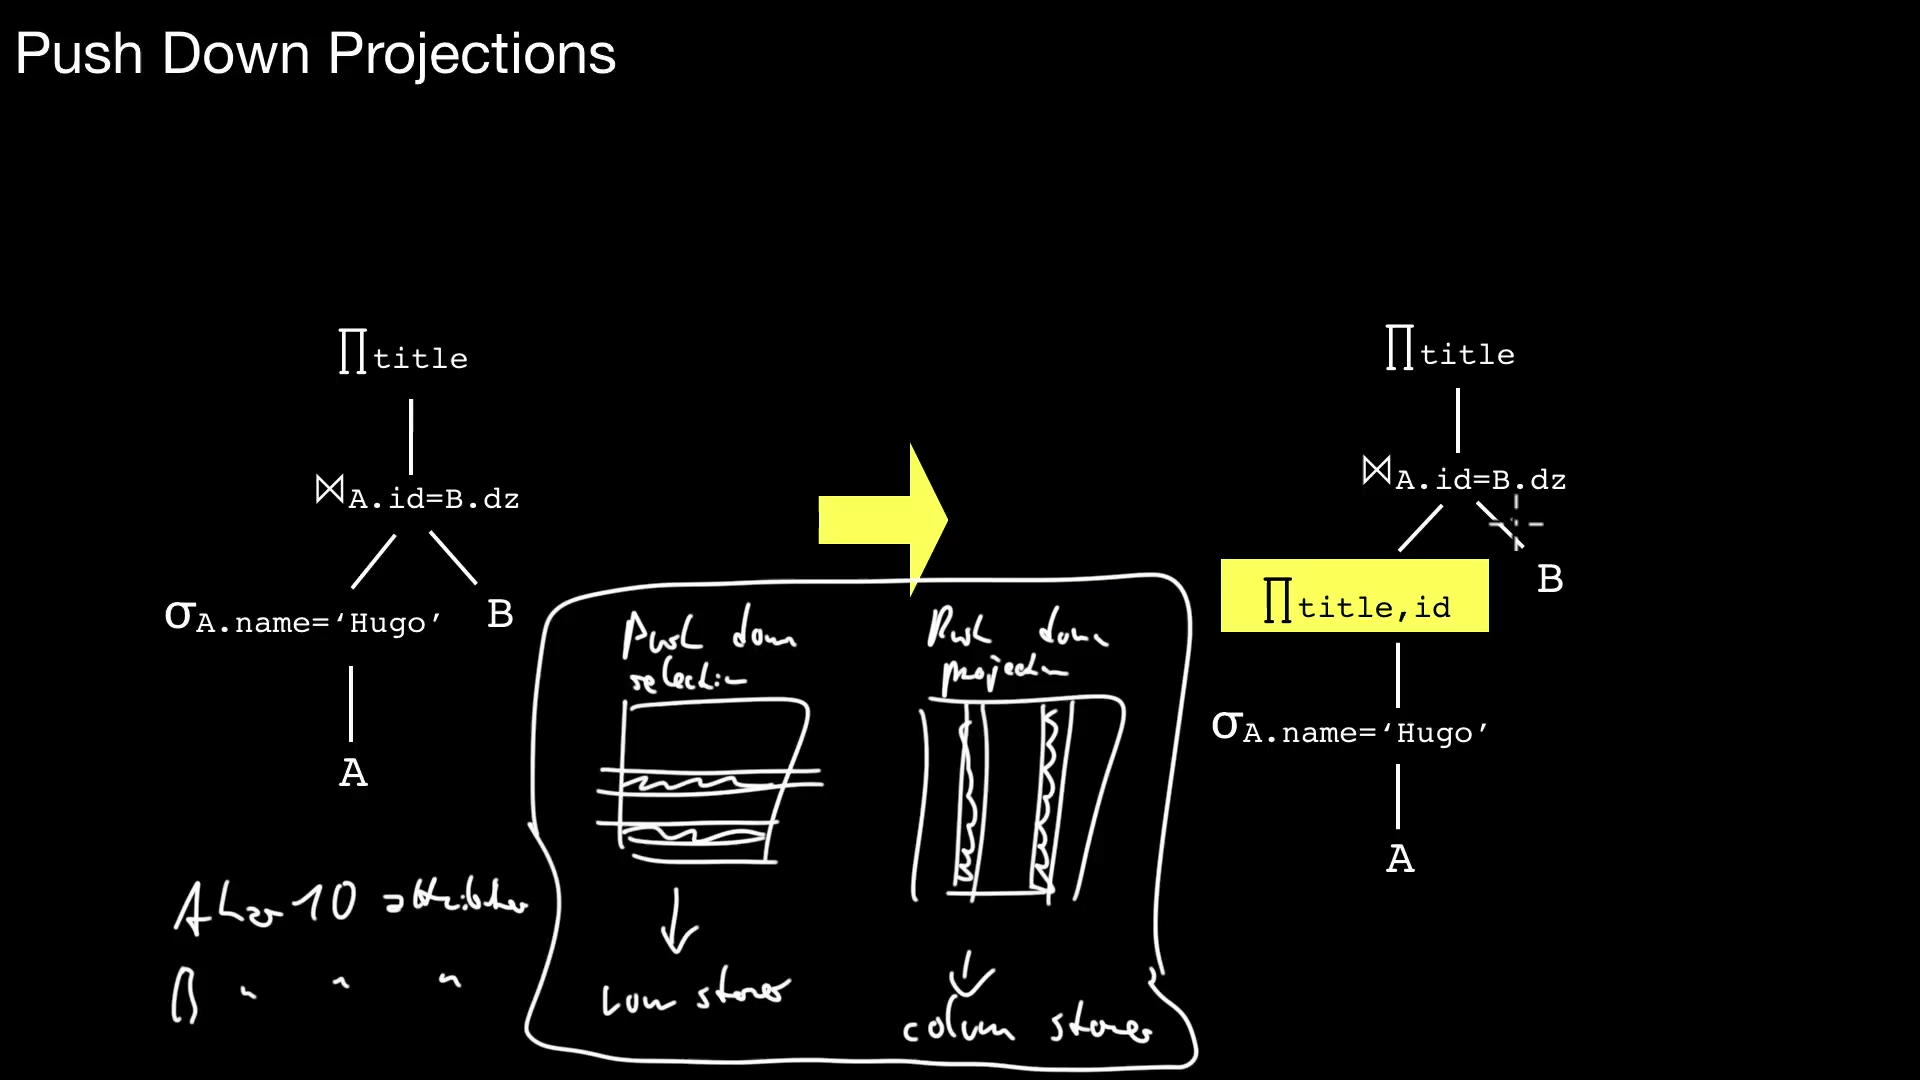 Push Down Projections
∏title
⋈A.id=B.dz
σA.name=‘Hugo’
B
A
∏title
⋈A.id=B.dz
B
∏title,id
σA.name=‘Hugo’
A
Push down
selection
Push down
projection
row stores
colum stores
A has 10 attributes
B " " "